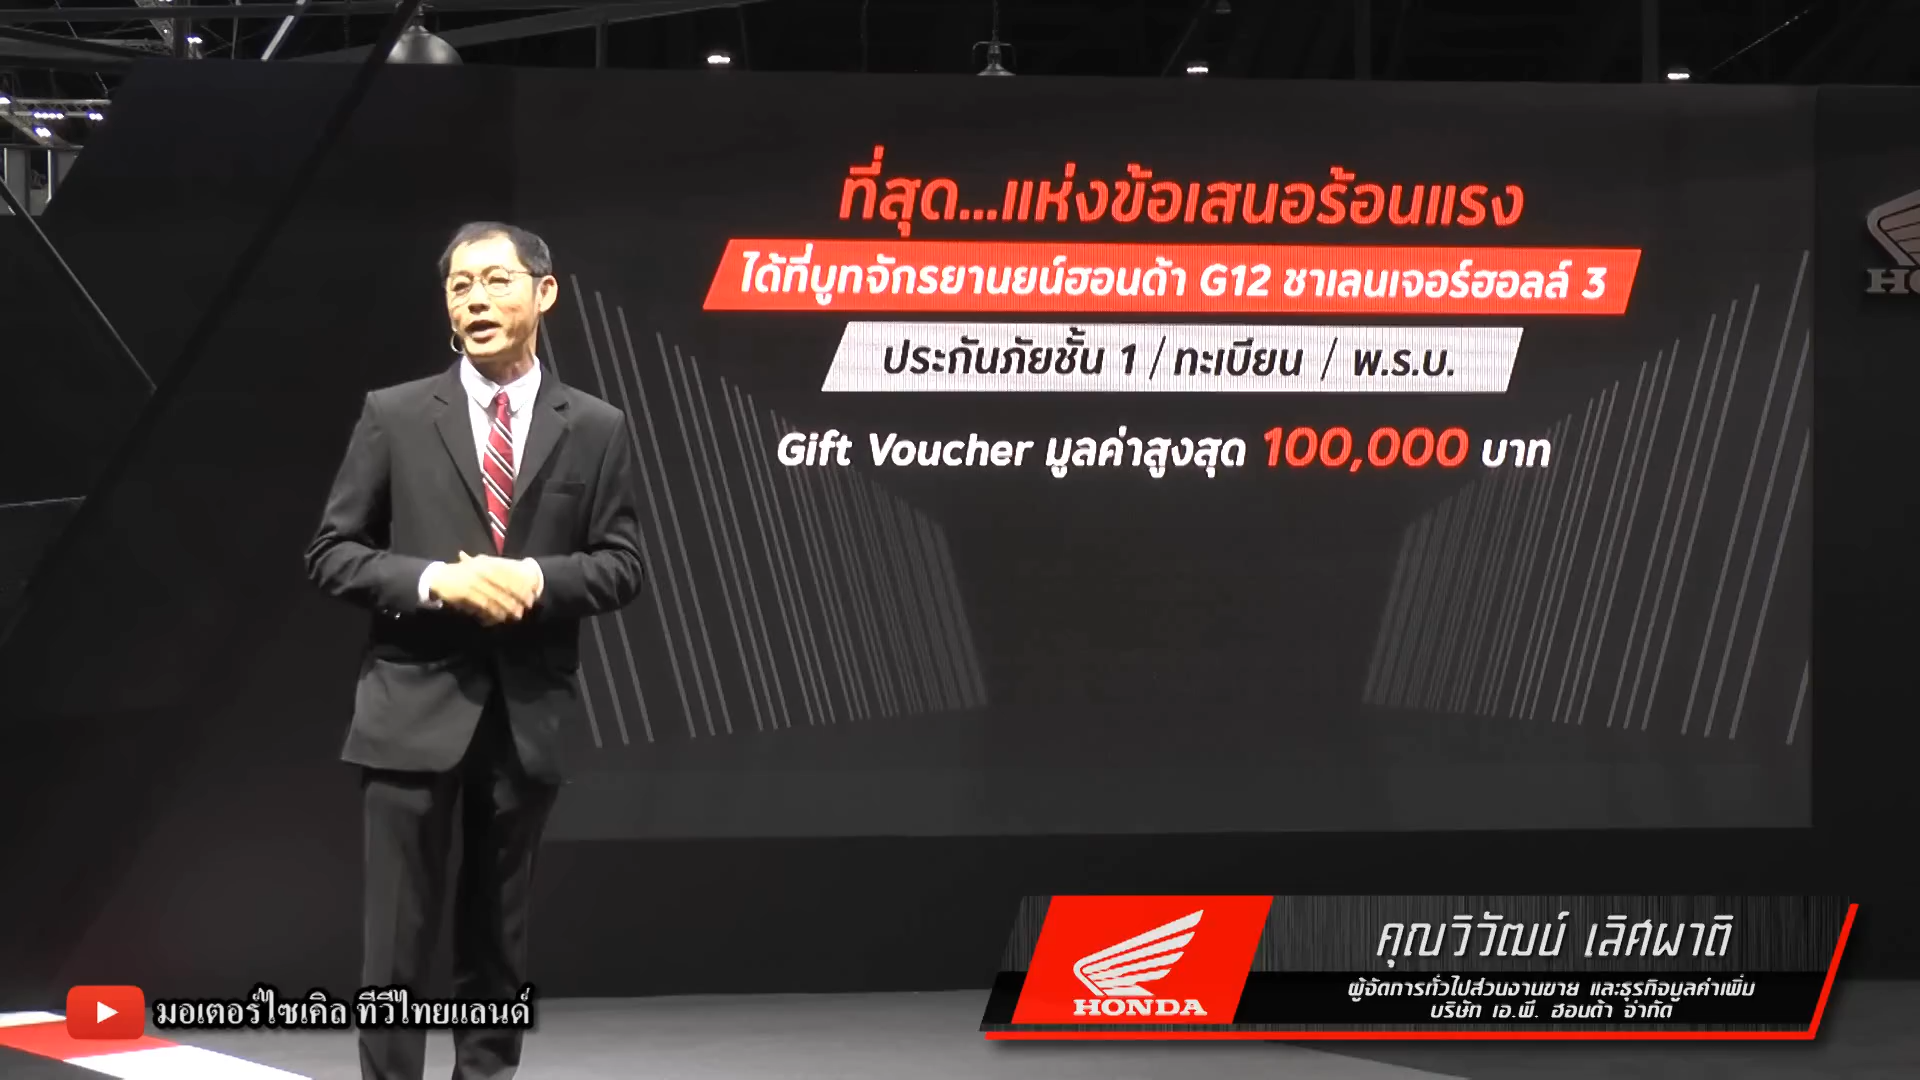 ที่สุด...แห่งข้อเสนอร้อนแรง
ได้ที่บูทจักรยานยน์ฮอนด้า G12 ชาเลนเจอร์ฮอลล์ 3
ประกันภัยชั้น 1 / ทะเบียน / พ.ร.บ.
Gift Voucher มูลค่าสูงสุด 100,000 บาท
คุณวิวัฒน์ เลิศผาติ
ผู้จัดการทั่วไปส่วนงานขาย และธุรกิจมูลค่าเพิ่ม
บริษัท เอ.พี. ฮอนด้า จำกัด
HONDA
มอเตอร์ไซเคิล ทีวีไทยแลนด์